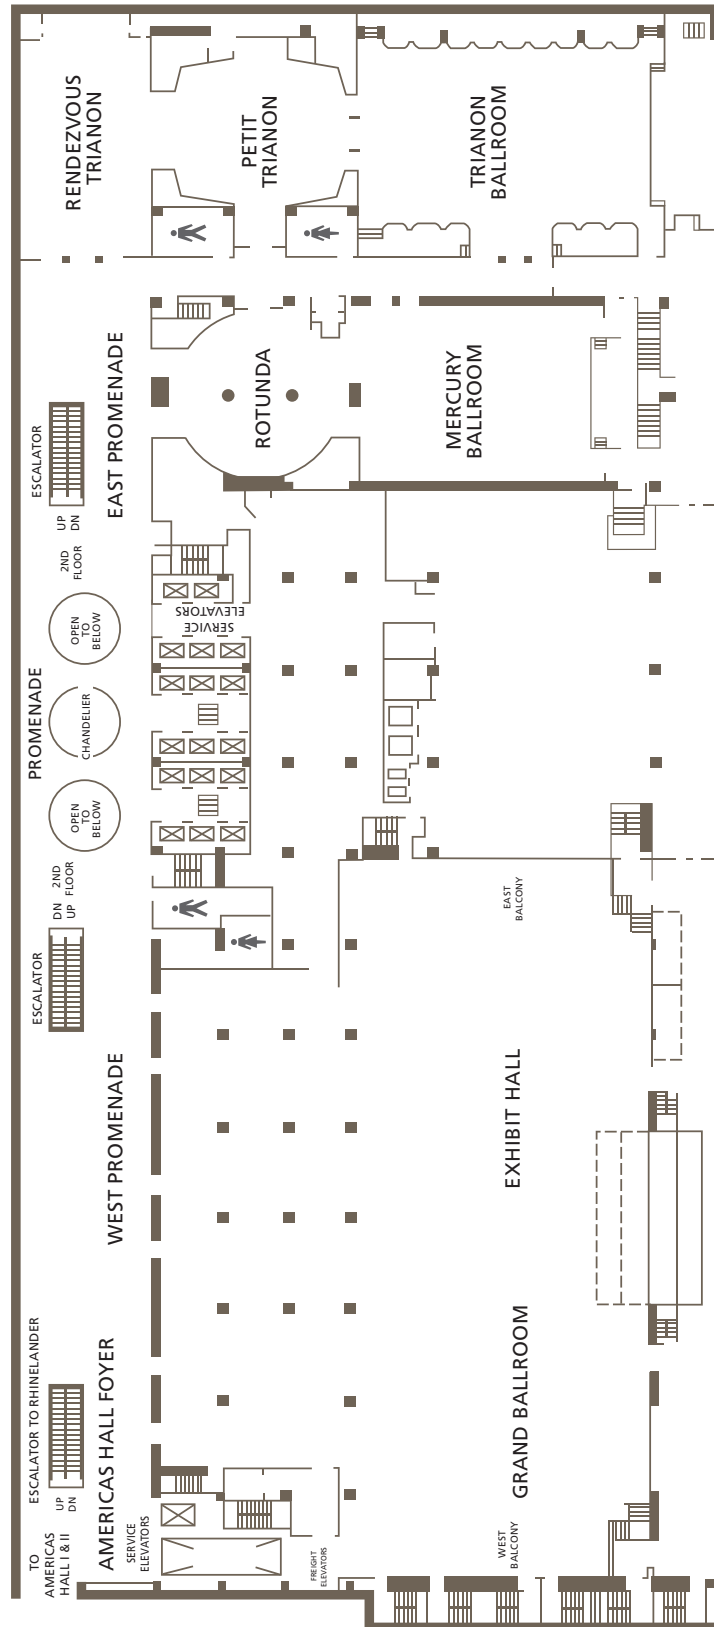 RENDEZVOUS
TRIANON
PETIT
TRIANON
TRIANON
BALLROOM
EAST PROMENADE
ROTUNDA
MERCURY
BALLROOM
ESCALATOR
UP
DN
2ND
FLOOR
SERVICE
ELEVATORS
OPEN
TO
BELOW
PROMENADE
CHANDELIER
OPEN
TO
BELOW
2ND
FLOOR
DN
UP
ESCALATOR
EAST
BALCONY
WEST PROMENADE
EXHIBIT HALL
ESCALATOR TO RHINELANDER
AMERICAS HALL FOYER
GRAND BALLROOM
UP
DN
TO
AMERICAS
HALL I & II
SERVICE
ELEVATORS
FREIGHT
ELEVATORS
WEST
BALCONY